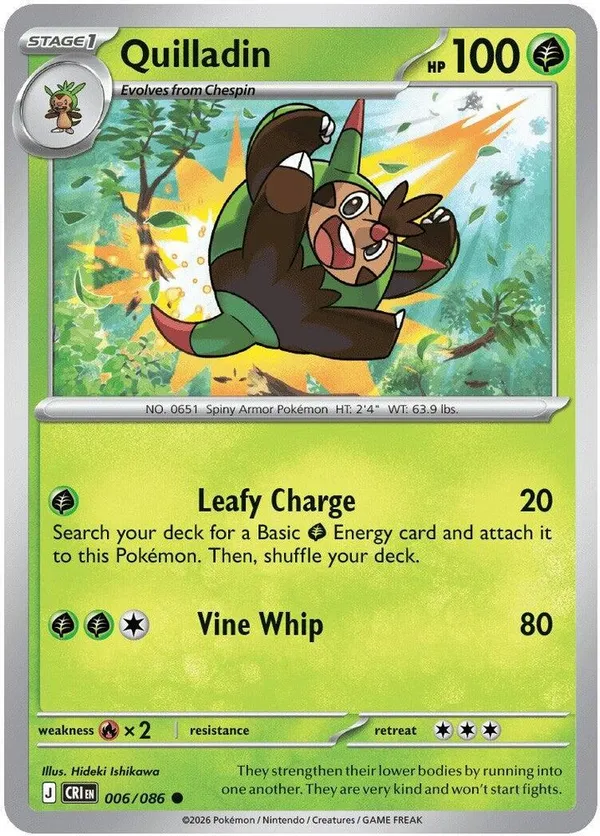 STAGE1 Quilladin HP 100
Evolves from Chespin
NO. 0651 Spiny Armor Pokémon HT: 2'4" WT: 63.9 lbs.
Leafy Charge 20
Search your deck for a Basic Energy card and attach it
to this Pokémon. Then, shuffle your deck.
Vine Whip 80
weakness ×2 resistance retreat
Illus. Hideki Ishikawa
J CRI EN 006/086
They strengthen their lower bodies by running into
one another. They are very kind and won't start fights.
©2026 Pokémon / Nintendo / Creatures / GAME FREAK